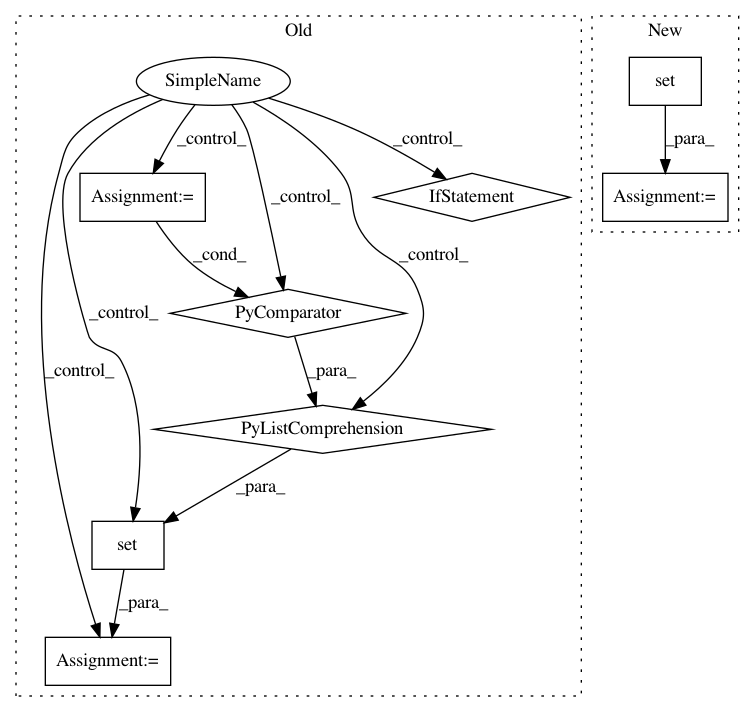 Old
New
SimpleName
set
_control_
_control_
_para_
Assignment:=
_control_
IfStatement
Assignment:=
_cond_
_control_
_control_
PyComparator
_control_
_para_
PyListComprehension
_para_
set
_para_
Assignment:=